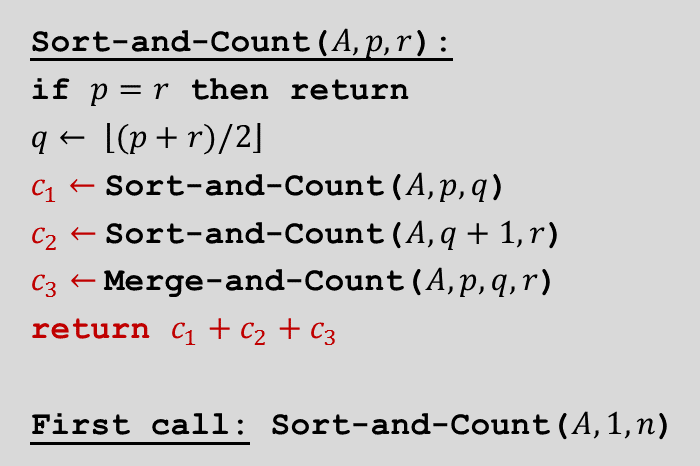 Sort-and-Count(A, p, r):
if p = r then return
q ← ⌊(p + r)/2⌋
c₁ ← Sort-and-Count(A, p, q)
c₂ ← Sort-and-Count(A, q + 1, r)
c₃ ← Merge-and-Count(A, p, q, r)
return c₁ + c₂ + c₃
First call: Sort-and-Count(A, 1, n)